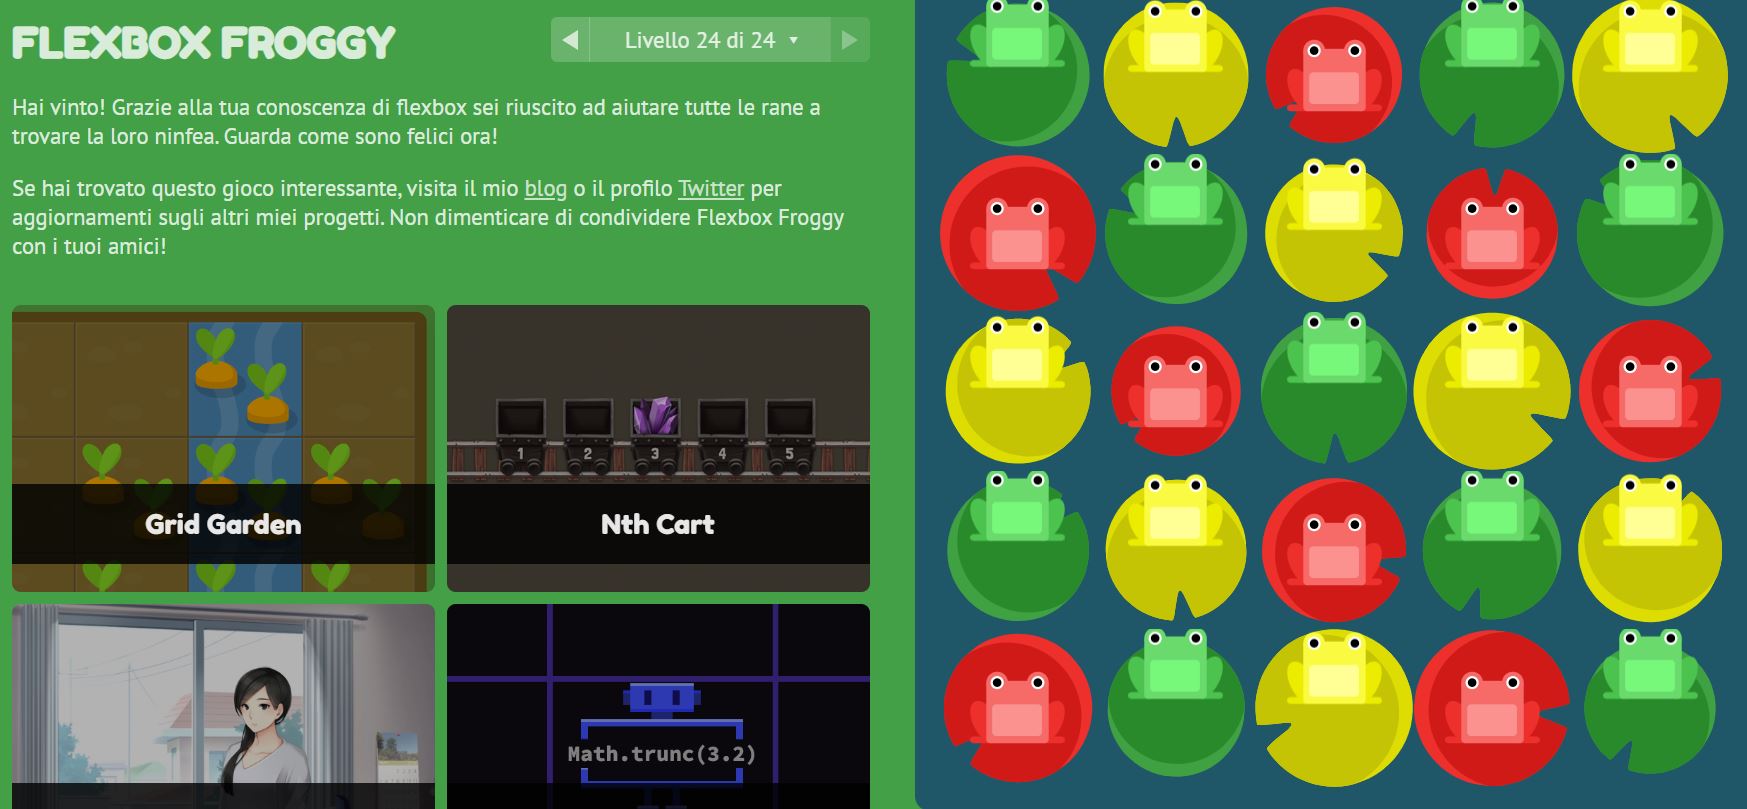 FLEXBOX FROGGY
Livello 24 di 24
Hai vinto! Grazie alla tua conoscenza di flexbox sei riuscito ad aiutare tutte le rane a
trovare la loro ninfea. Guarda come sono felici ora!
Se hai trovato questo gioco interessante, visita il mio blog o il profilo Twitter per
aggiornamenti sugli altri miei progetti. Non dimenticare di condividere Flexbox Froggy
con i tuoi amici!
1 2 3 4 5
Grid Garden
Nth Cart
Math.trunc(3.2)